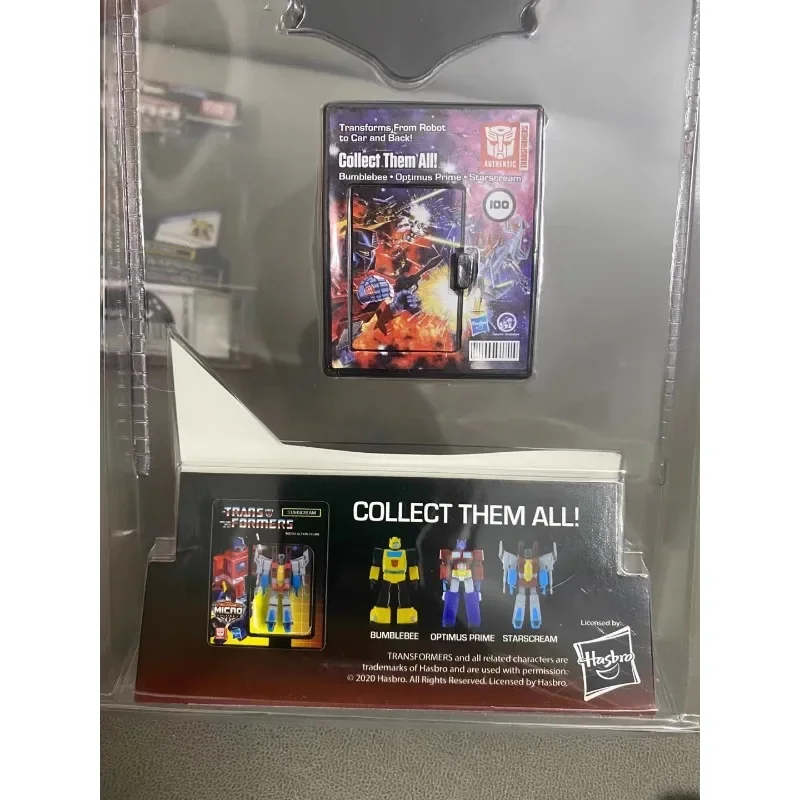 Transforms From Robot
to Car and Back!
Collect Them All!
Bumblebee • Optimus Prime • Starscream
AUTHENTIC
TRANSFORMERS
100
TRANSFORMERS
STARSCREAM
MICRO
COLLECT THEM ALL!
BUMBLEBEE OPTIMUS PRIME STARSCREAM
Licensed by:
Hasbro
TRANSFORMERS and all related characters are
trademarks of Hasbro and are used with permission.
© 2020 Hasbro. All Rights Reserved. Licensed by Hasbro.